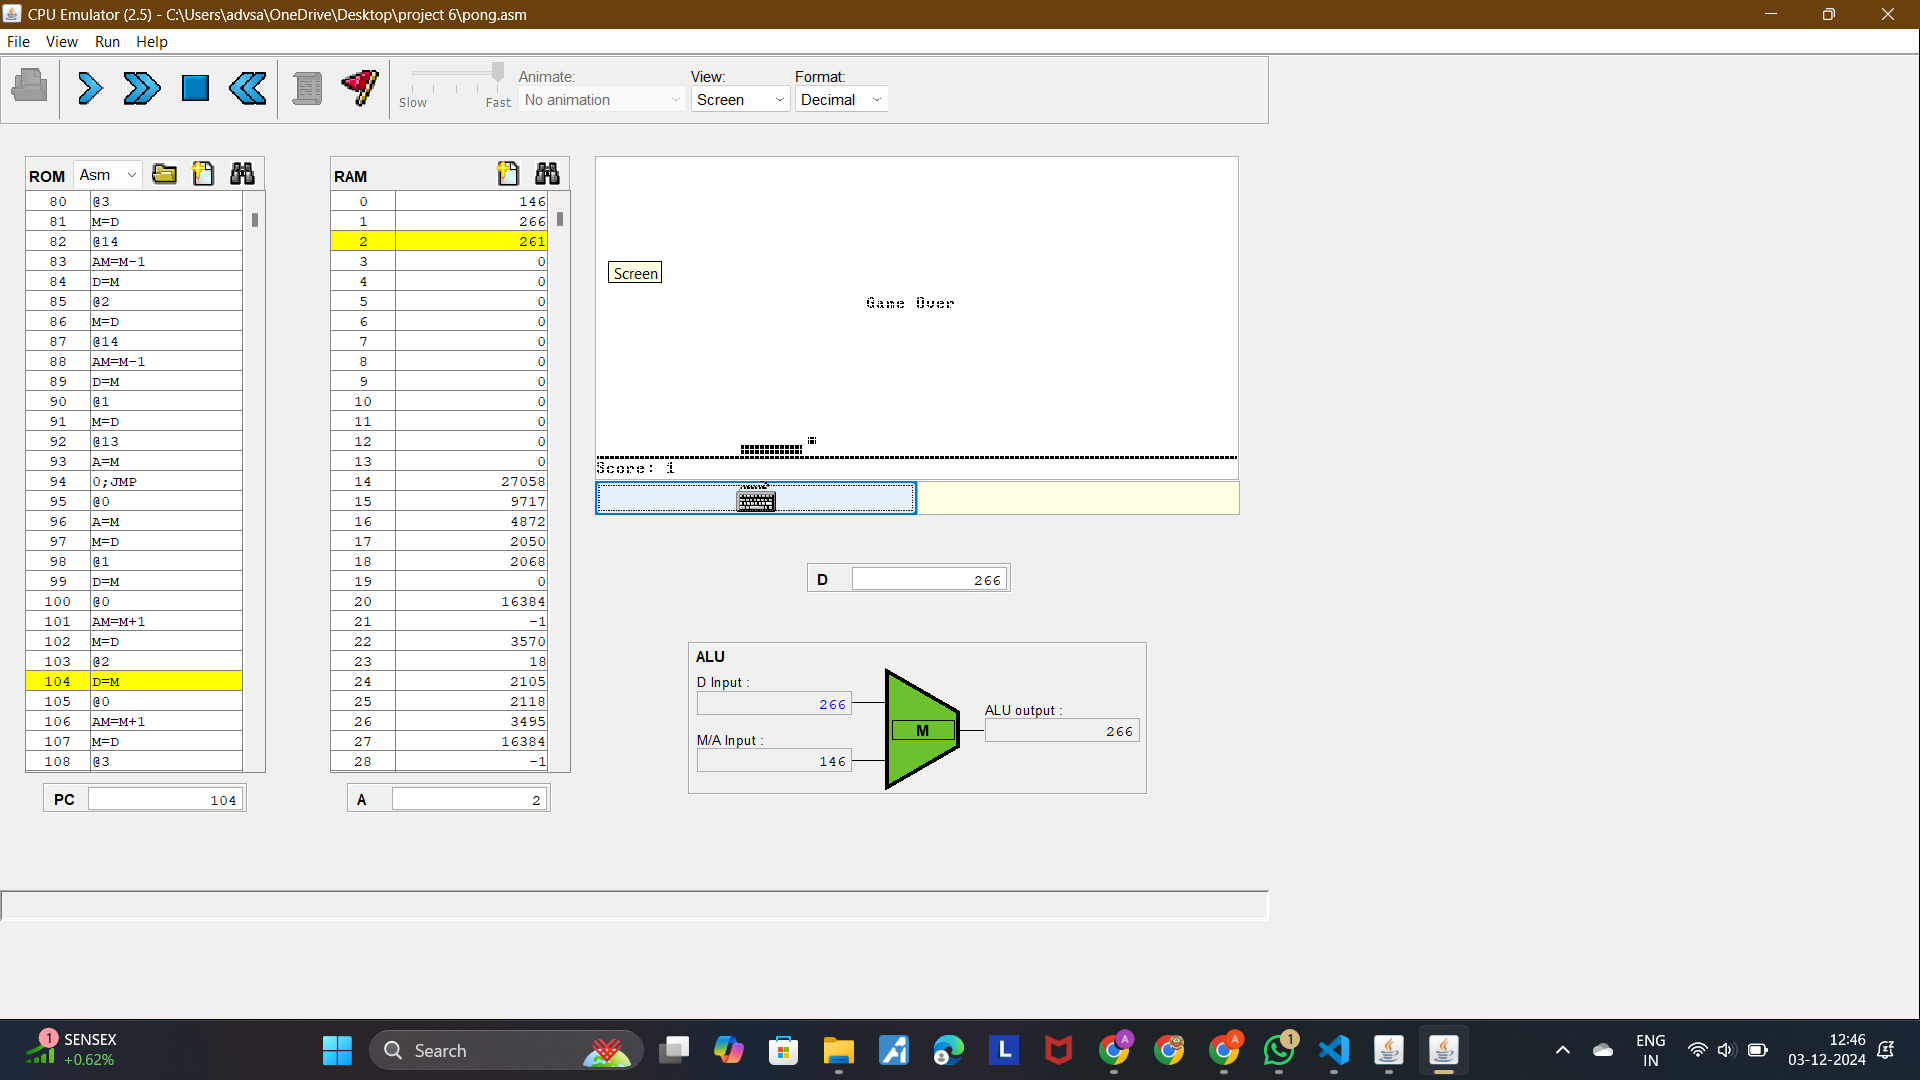 CPU Emulator (2.5) - C:\Users\advsa\OneDrive\Desktop\project 6\pong.asm
File View Run Help
Slow Fast
Animate:
No animation
View:
Screen
Format:
Decimal
ROM Asm
80 @3
81 M=D
82 @14
83 AM=M-1
84 D=M
85 @2
86 M=D
87 @14
88 AM=M-1
89 D=M
90 @1
91 M=D
92 @13
93 A=M
94 0;JMP
95 @0
96 A=M
97 M=D
98 @1
99 D=M
100 @0
101 AM=M+1
102 M=D
103 @2
104 D=M
105 @0
106 AM=M+1
107 M=D
108 @3
PC 104
RAM
0 146
1 266
2 261
3 0
4 0
5 0
6 0
7 0
8 0
9 0
10 0
11 0
12 0
13 0
14 27058
15 9717
16 4872
17 2050
18 2068
19 0
20 16384
21 -1
22 3570
23 18
24 2105
25 2118
26 3495
27 16384
28 -1
A 2
Screen
Game Over
Score: 1
D 266
ALU
D Input :
266
M/A Input :
146
M
ALU output :
266
1
SENSEX
+0.62%
Search
L
A
A
1
ENG
IN
12:46
03-12-2024